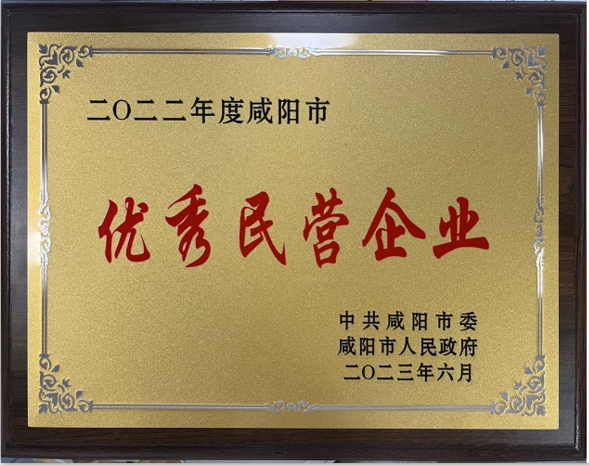 二〇二二年度咸阳市
优秀民营企业
中共咸阳市委
咸阳市人民政府
二〇二三年六月